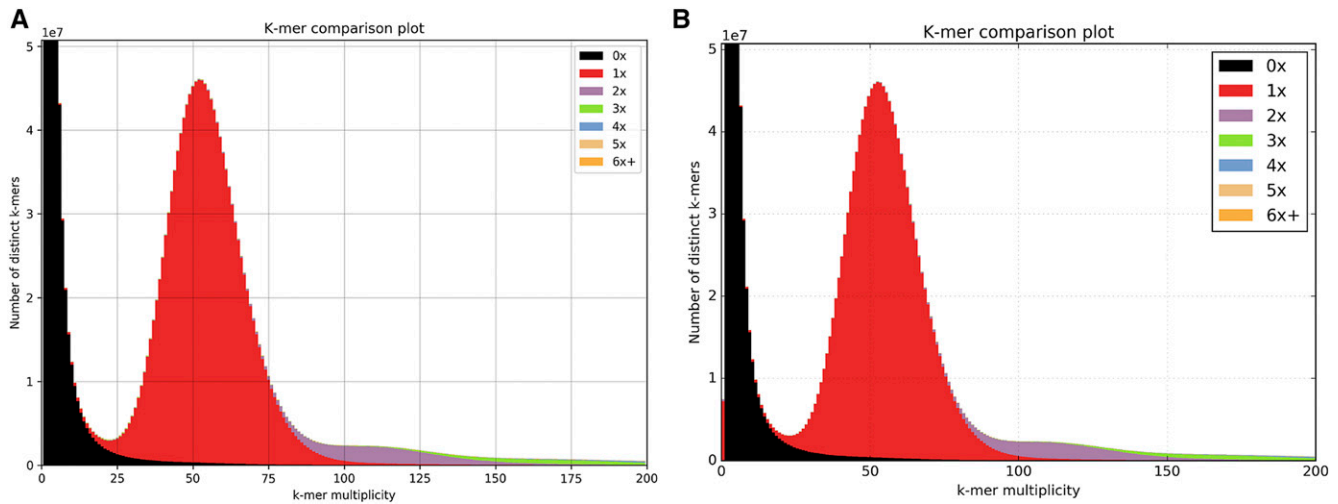 A
K-mer comparison plot
1e7
5
4
3
2
1
0
Number of distinct k-mers
0x
1x
2x
3x
4x
5x
6x+
0 25 50 75 100 125 150 175 200
k-mer multiplicity
B
K-mer comparison plot
1e7
5
4
3
2
1
0
Number of distinct k-mers
0x
1x
2x
3x
4x
5x
6x+
0 50 100 150 200
k-mer multiplicity